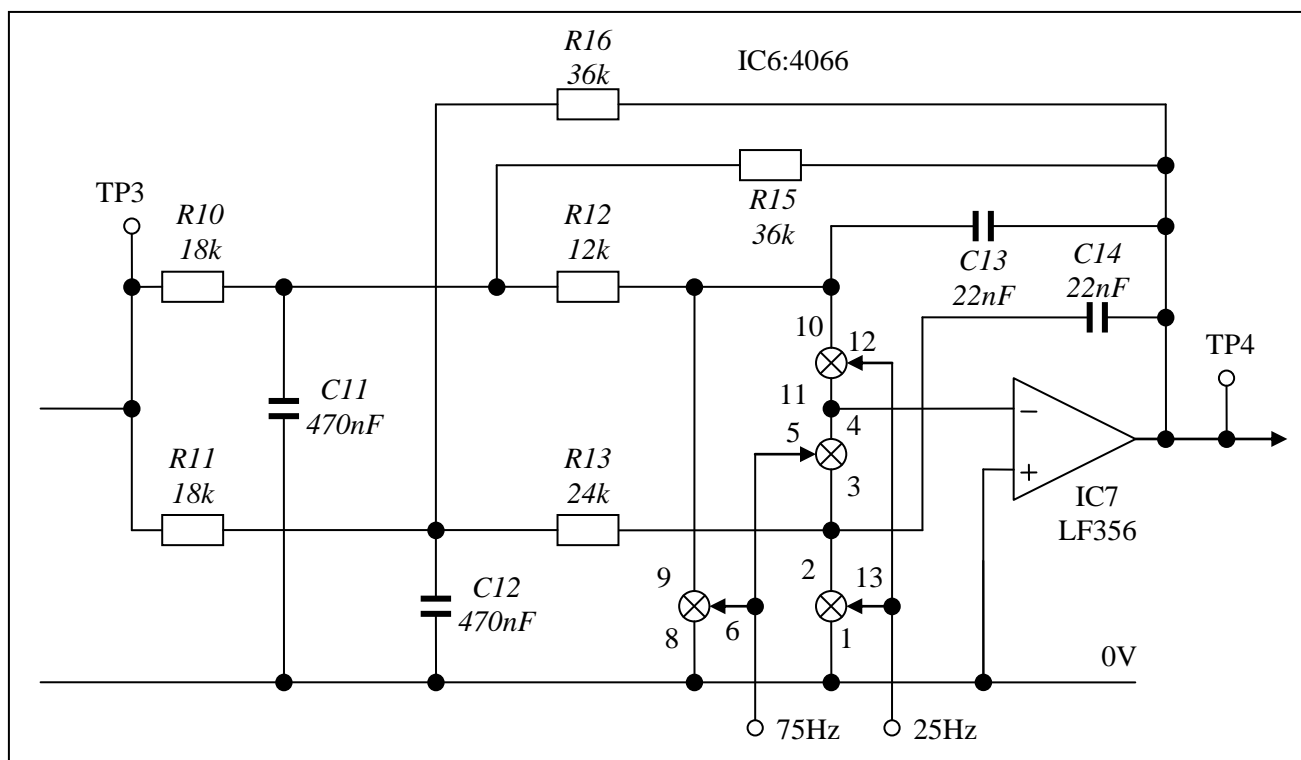 R16
36k
IC6:4066
TP3
R10
18k
R12
12k
R15
36k
C13
22nF
C14
22nF
10
12
TP4
11
4
5
3
C11
470nF
R11
18k
R13
24k
IC7
LF356
C12
470nF
9
8
6
2
13
1
0V
75Hz
25Hz